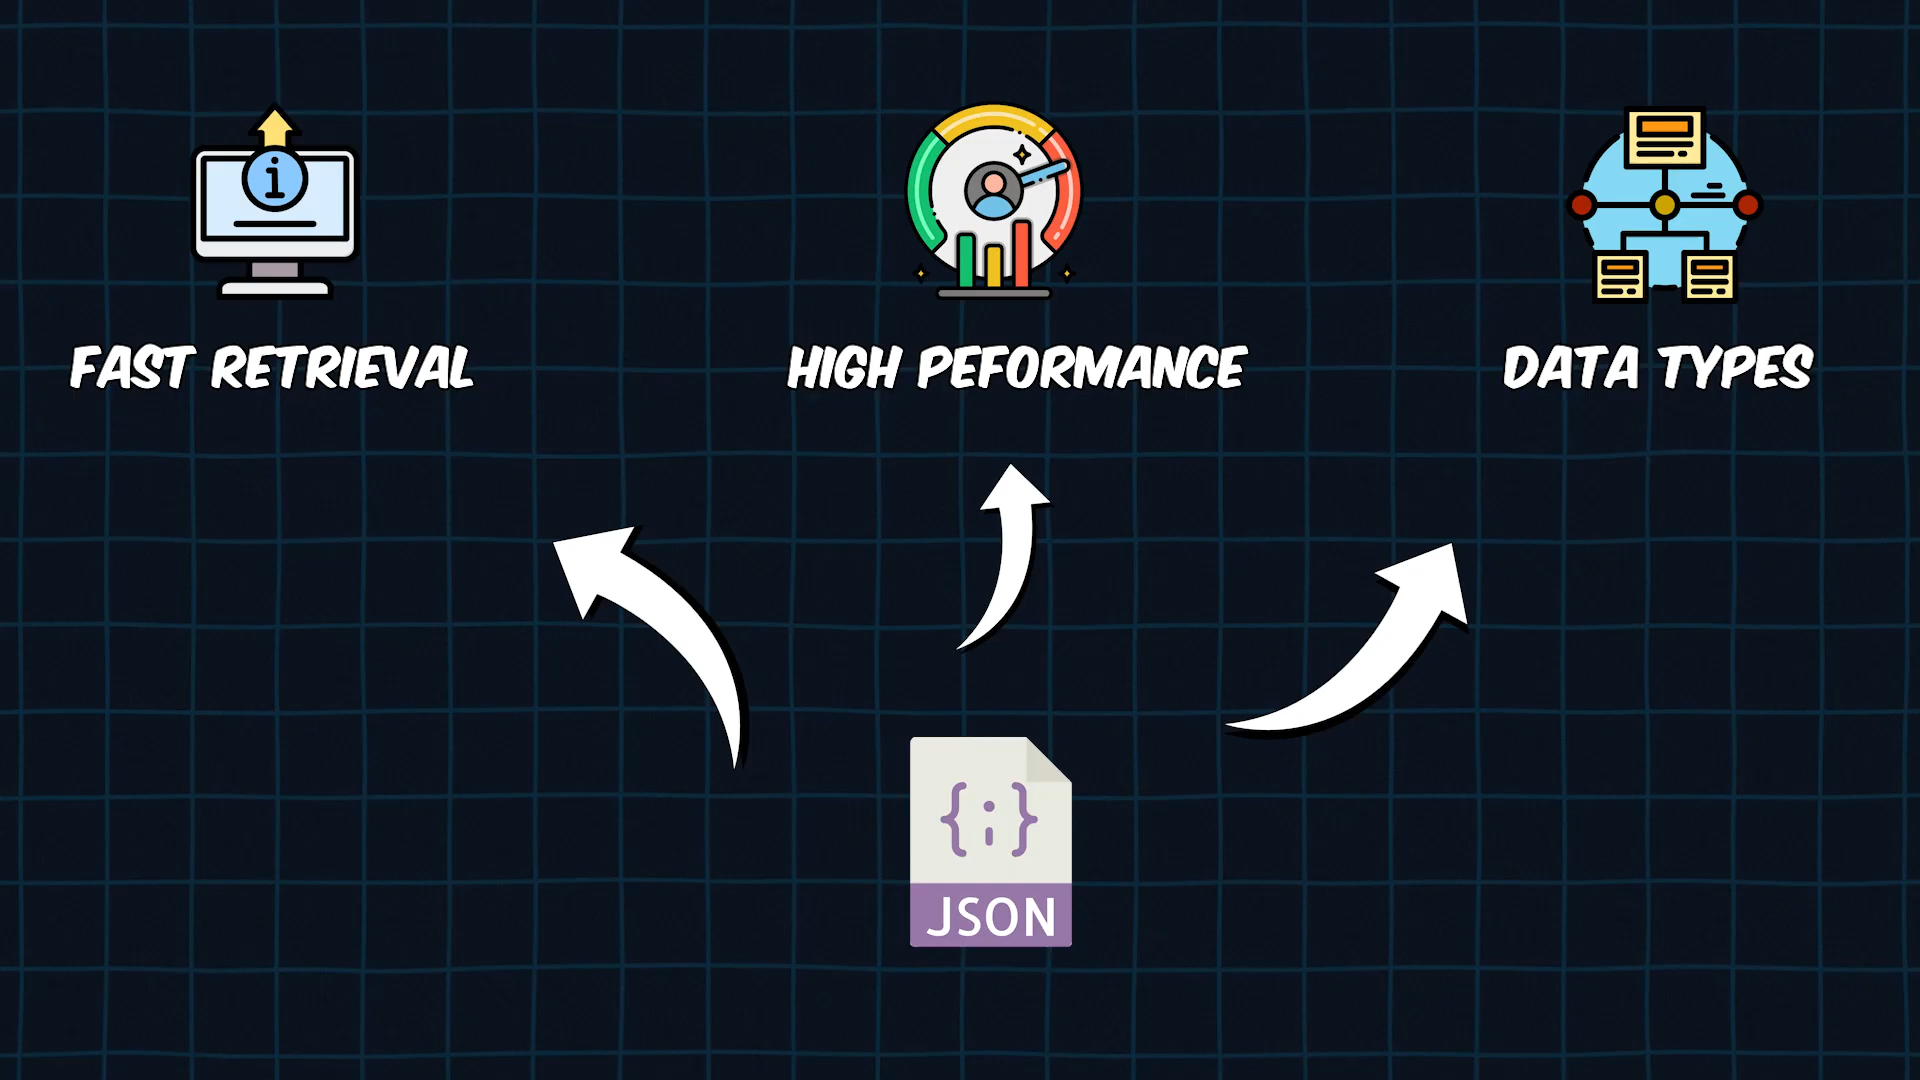 FAST RETRIEVAL
HIGH PEFORMANCE
DATA TYPES
{;}
JSON